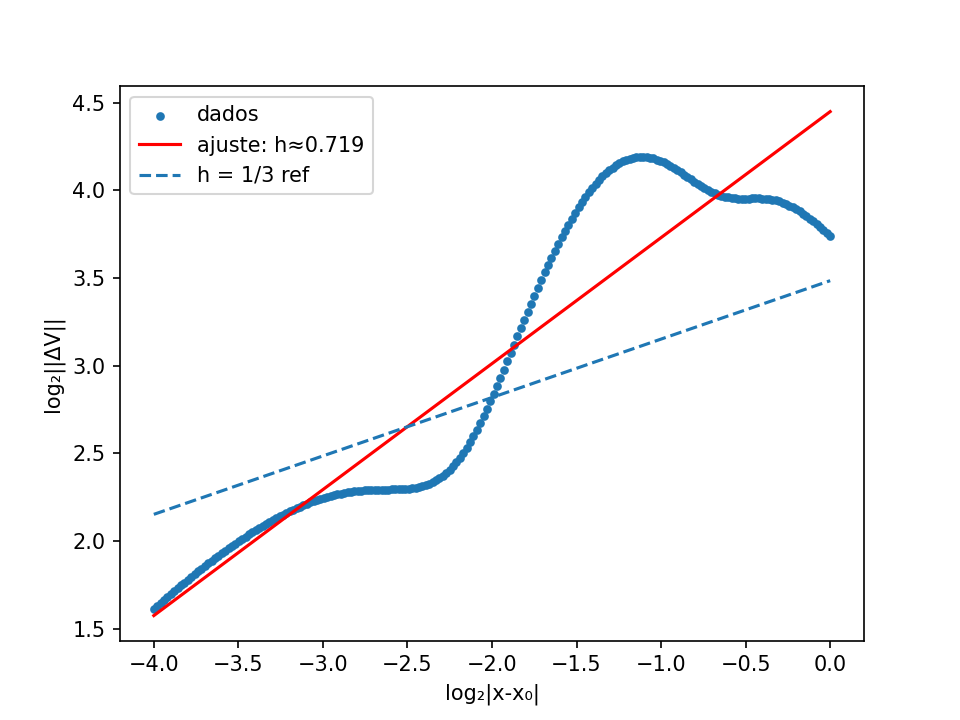 4.5
4.0
3.5
3.0
2.5
2.0
1.5
log₂||ΔV||
dados
ajuste: h≈0.719
h = 1/3 ref
−4.0 −3.5 −3.0 −2.5 −2.0 −1.5 −1.0 −0.5 0.0
log₂|x-x₀|